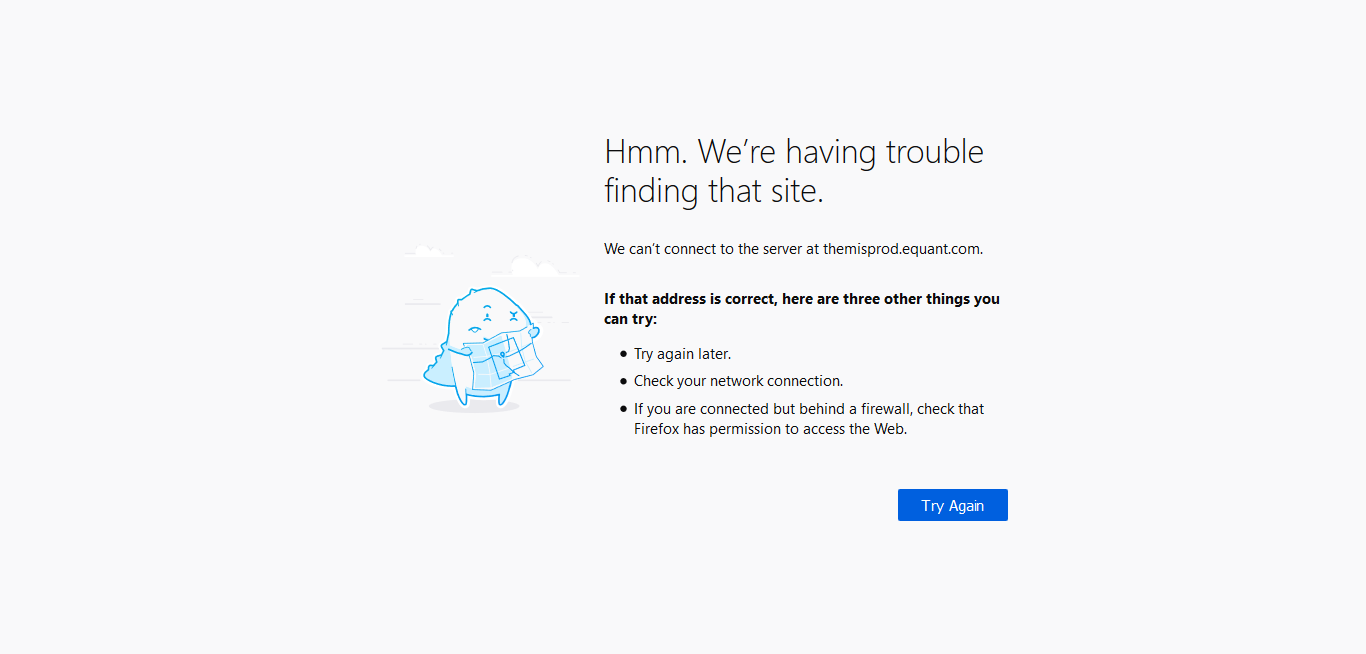 Hmm. We’re having trouble
finding that site.
We can’t connect to the server at themisprod.equant.com.
If that address is correct, here are three other things you
can try:
• Try again later.
• Check your network connection.
• If you are connected but behind a firewall, check that
Firefox has permission to access the Web.
Try Again